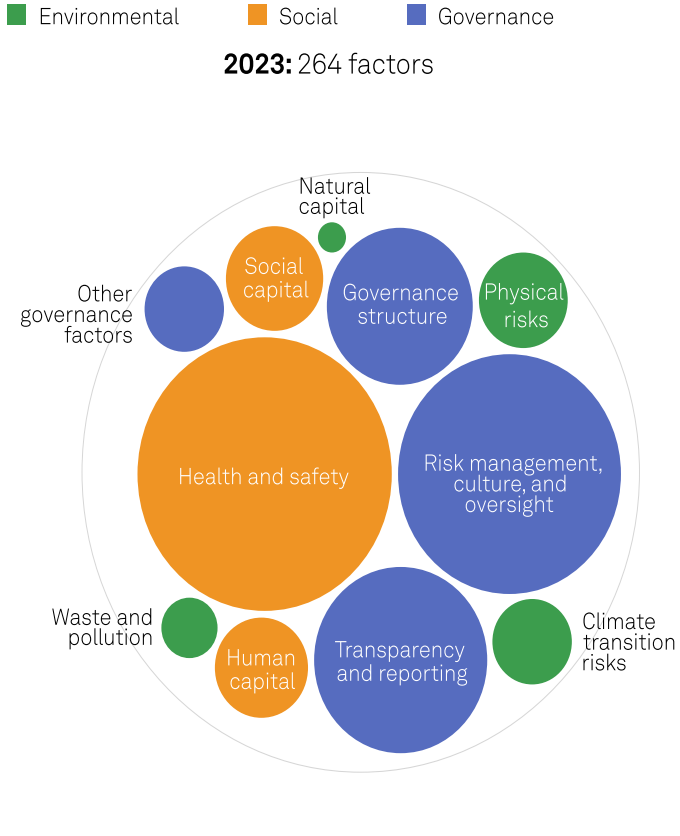 Environmental
Social
Governance
2023: 264 factors
Natural
capital
Social
capital
Governance
structure
Physical
risks
Other
governance
factors
Health and safety
Risk management,
culture, and
oversight
Waste and
pollution
Human
capital
Transparency
and reporting
Climate
transition
risks